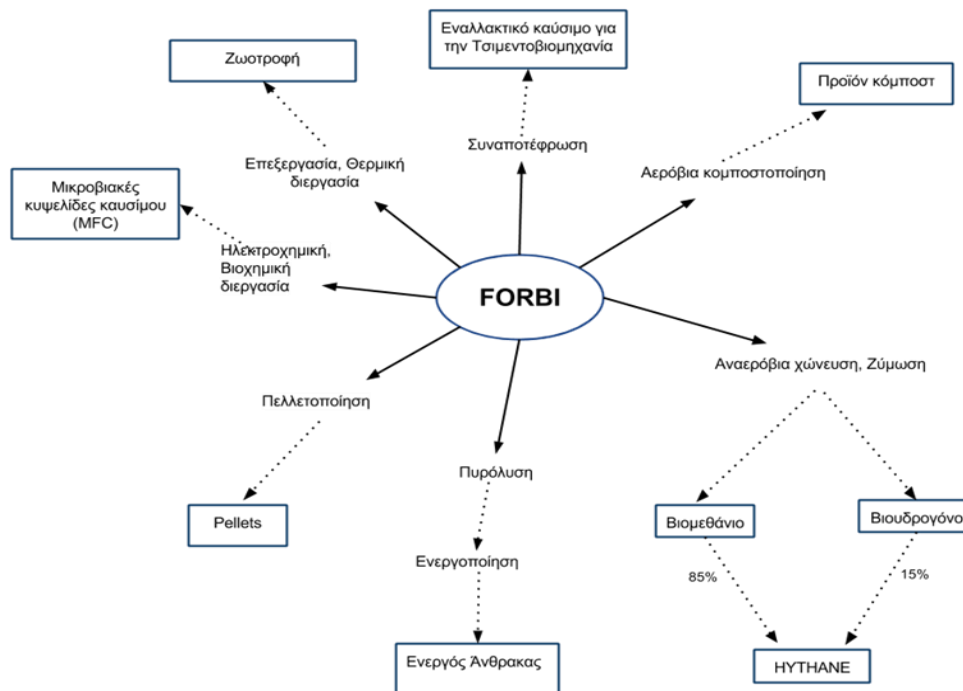 Εναλλακτικό καύσιμο για
την Τσιμεντοβιομηχανία
Ζωοτροφή
Προϊόν κόμποστ
Συναποτέφρωση
Επεξεργασία, Θερμική
διεργασία
Αερόβια κομποστοποίηση
Μικροβιακές
κυψελίδες καυσίμου
(MFC)
Ηλεκτροχημική,
Βιοχημική
διεργασία
FORBI
Αναερόβια χώνευση, Ζύμωση
Πελλετοποίηση
Πυρόλυση
Pellets
Βιομεθάνιο
Βιουδρογόνο
Ενεργοποίηση
85%
15%
Ενεργός Άνθρακας
HYTHANE